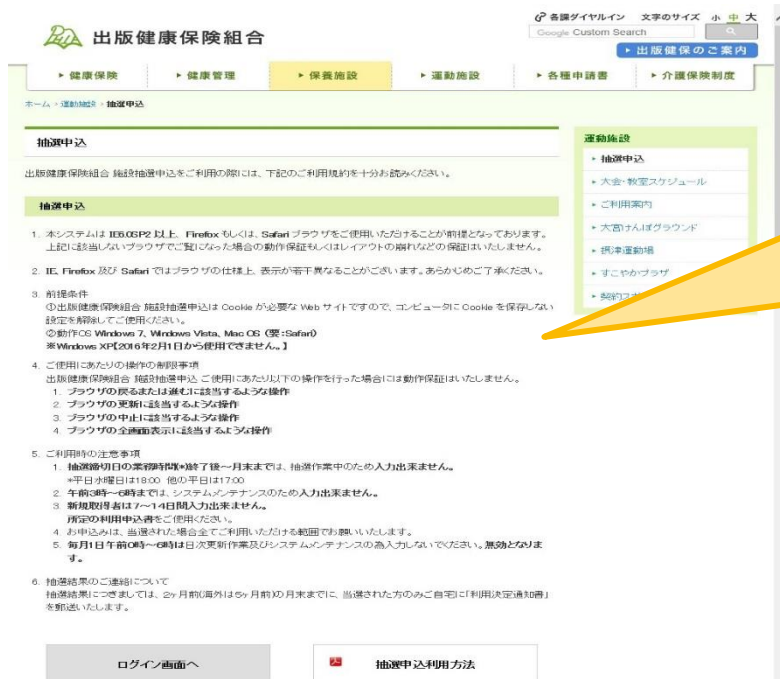 各課ダイヤルイン 文字のサイズ 小 中 大
出版健康保険組合
Google Custom Search
出版健保のご案内
健康保険 健康管理 保養施設 運動施設 各種申請書 介護保険制度
ホーム > 運動施設 > 抽選申込
抽選申込
出版健康保険組合 施設抽選申込をご利用の際には、下記のご利用規約を十分お読みください。
抽選申込
1. 本システムは IE6.0SP2 以上、Firefox もしくは、Safari ブラウザをご使用いただけることが前提となっております。
上記に該当しないブラウザでご覧になった場合の動作保証もしくはレイアウトの崩れなどの保証はいたしません。
2. IE, Firefox 及び Safari ではブラウザの仕様上、表示が若干異なることがございます。あらかじめご了承ください。
3. 前提条件
①出版健康保険組合 施設抽選申込は Cookie が必要な Web サイトですので、コンピュータに Cookie を保存しない
設定を解除してご使用ください。
②動作OS Windows 7、Windows Vista、Mac OS (要:Safari)
※Windows XP【2016年2月1日から使用できません。】
4. ご使用にあたりの操作の制限事項
出版健康保険組合 施設抽選申込 ご使用にあたり以下の操作を行った場合には動作保証はいたしません。
1. ブラウザの戻るまたは進むに該当するような操作
2. ブラウザの更新に該当するような操作
3. ブラウザの中止に該当するような操作
4. ブラウザの全画面表示に該当するような操作
5. ご利用時の注意事項
1. 抽選締切日の業務時間(*)終了後～月末までは、抽選作業中のため入力出来ません。
*平日水曜日は18:00 他の平日は17:00
2. 午前3時～6時までは、システムメンテナンスのため入力出来ません。
3. 新規取得者は7～14日間入力出来ません。
所定の利用申込書をご使用ください。
4. お申込みは、当選された場合全てご利用いただける範囲でお願いいたします。
5. 毎月1日午前0時～6時は日次更新作業及びシステムメンテナンスの為入力しないでください。無効となりま
す。
6. 抽選結果のご連絡について
抽選結果につきましては、2ヶ月前(海外は5ヶ月前)の月末までに、当選された方のみご自宅に「利用決定通知書」
を郵送いたします。
ログイン画面へ
抽選申込利用方法
運動施設
抽選申込
大会・教室スケジュール
ご利用案内
大宮けんぽグラウンド
摂津運動場
すこやかプラザ
契約ス